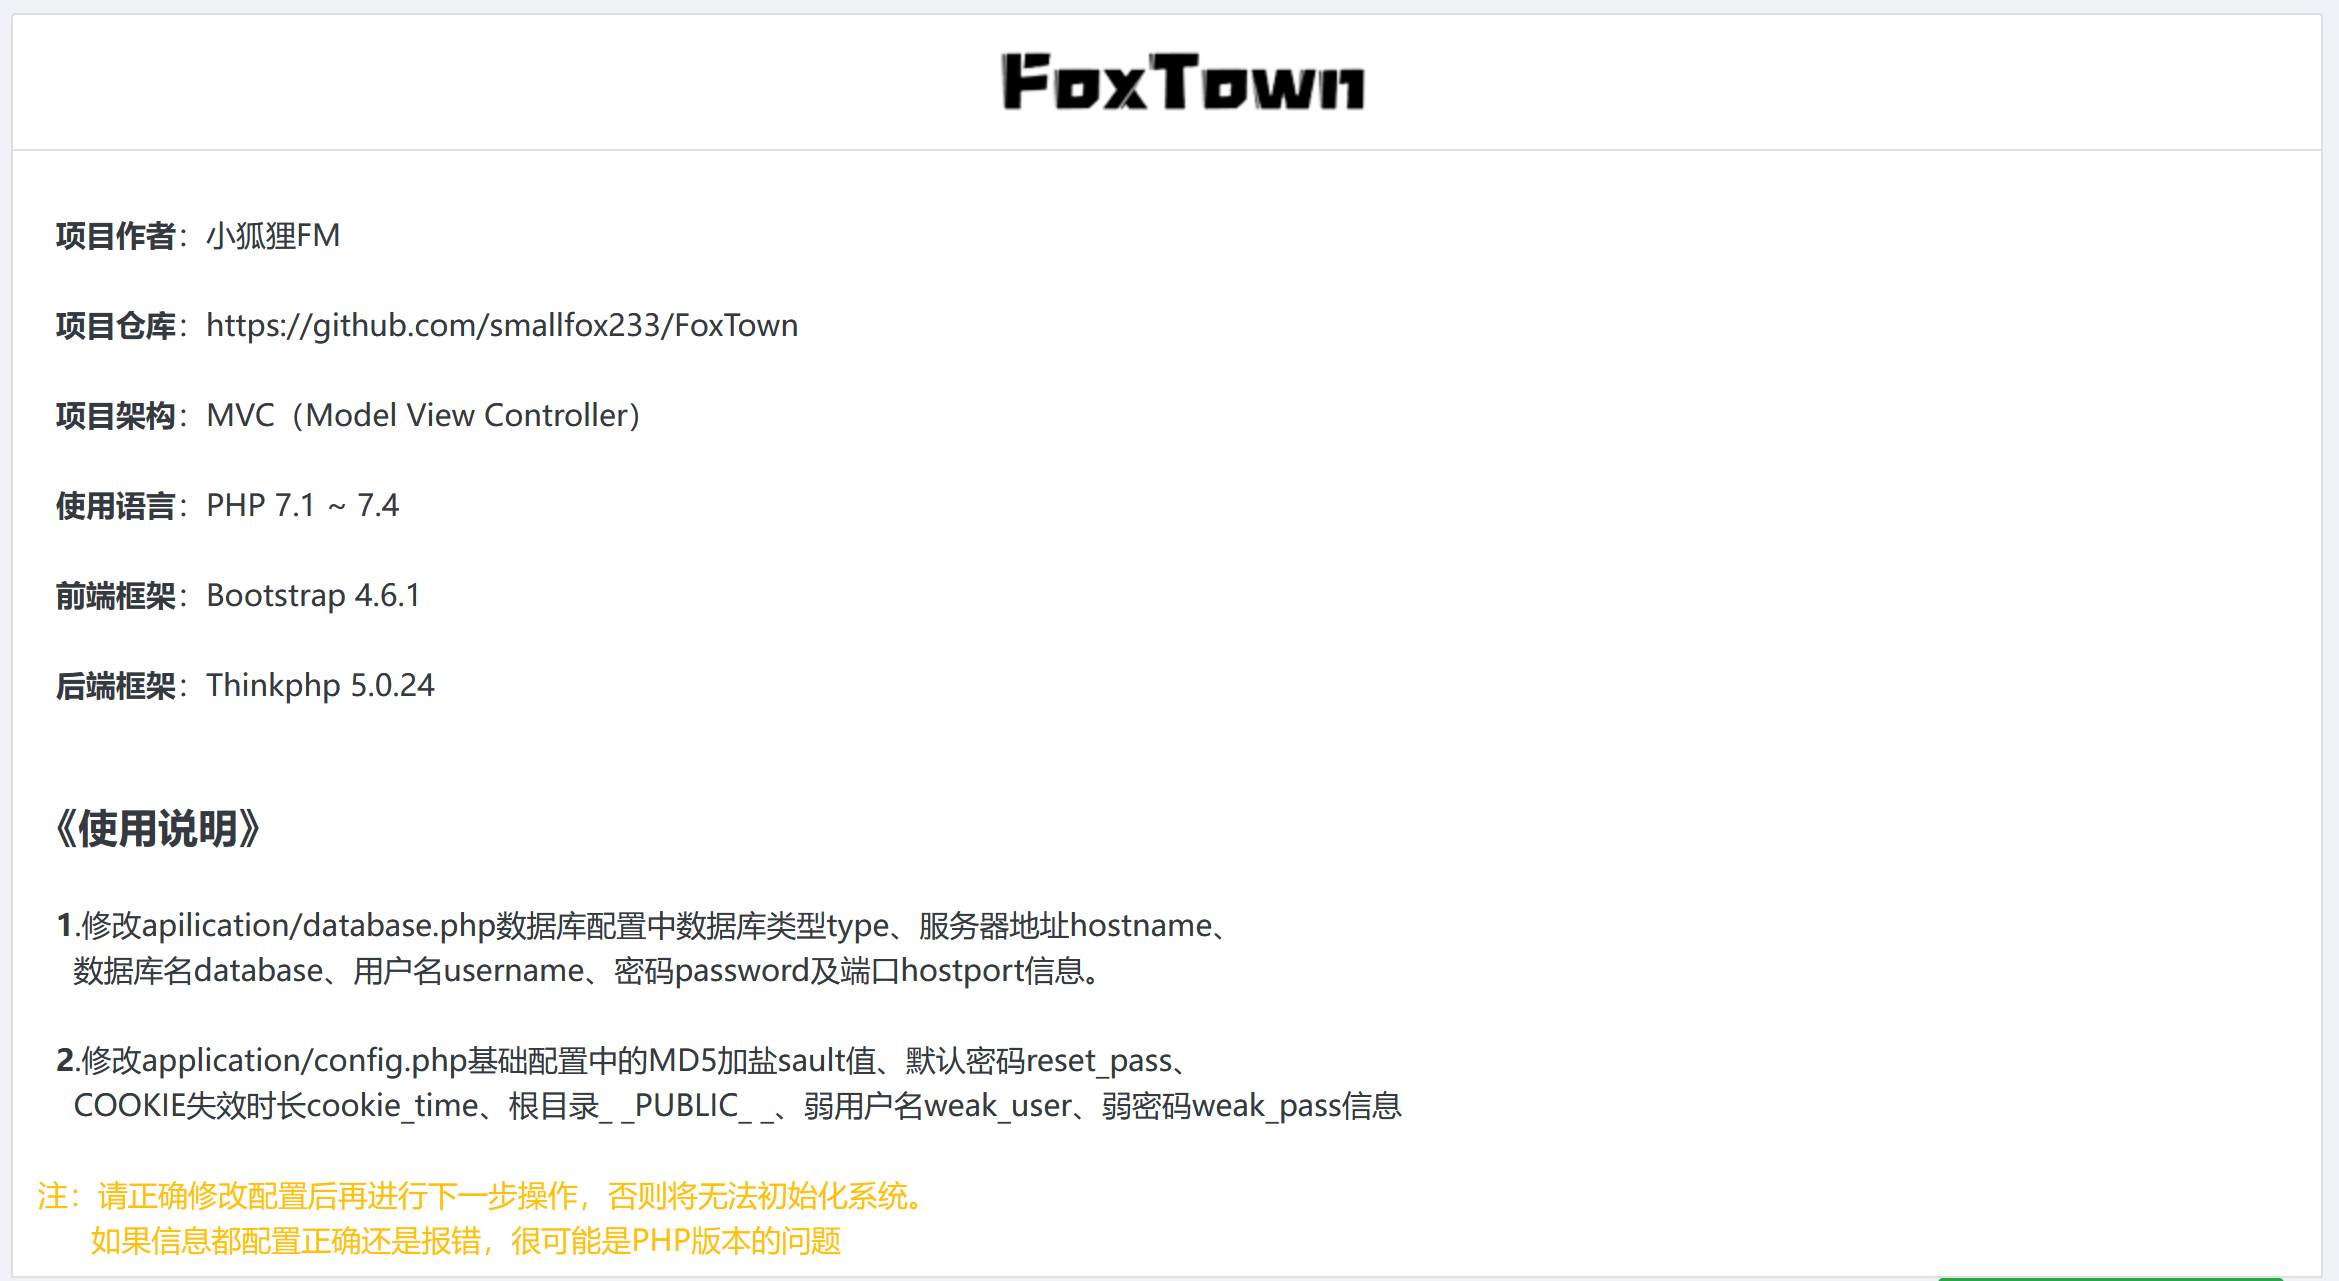 FoxTown
项目作者：小狐狸FM
项目仓库：https://github.com/smallfox233/FoxTown
项目架构：MVC（Model View Controller）
使用语言：PHP 7.1 ~ 7.4
前端框架：Bootstrap 4.6.1
后端框架：Thinkphp 5.0.24
《使用说明》
1.修改apilication/database.php数据库配置中数据库类型type、服务器地址hostname、
数据库名database、用户名username、密码password及端口hostport信息。
2.修改application/config.php基础配置中的MD5加盐sault值、默认密码reset_pass、
COOKIE失效时长cookie_time、根目录_ _PUBLIC_ _、弱用户名weak_user、弱密码weak_pass信息
注：请正确修改配置后再进行下一步操作，否则将无法初始化系统。
如果信息都配置正确还是报错，很可能是PHP版本的问题